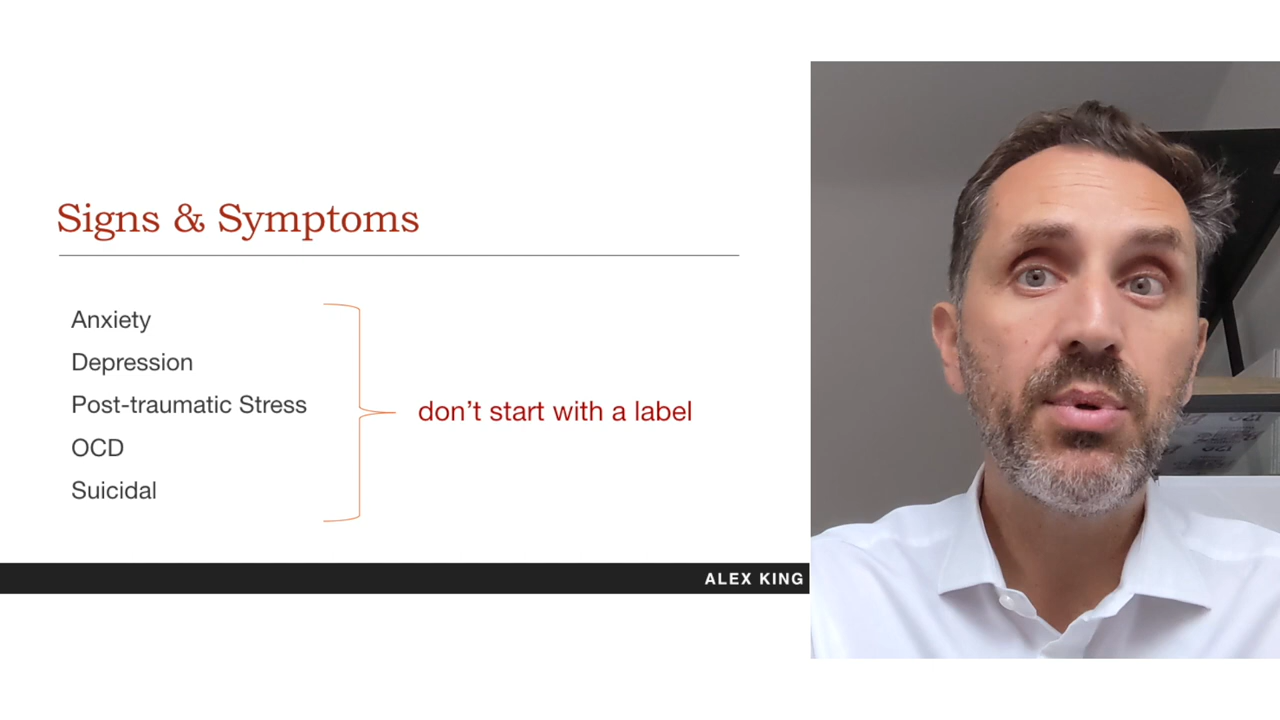 Signs & Symptoms
Anxiety
Depression
Post-traumatic Stress
OCD
Suicidal
don’t start with a label
ALEX KING